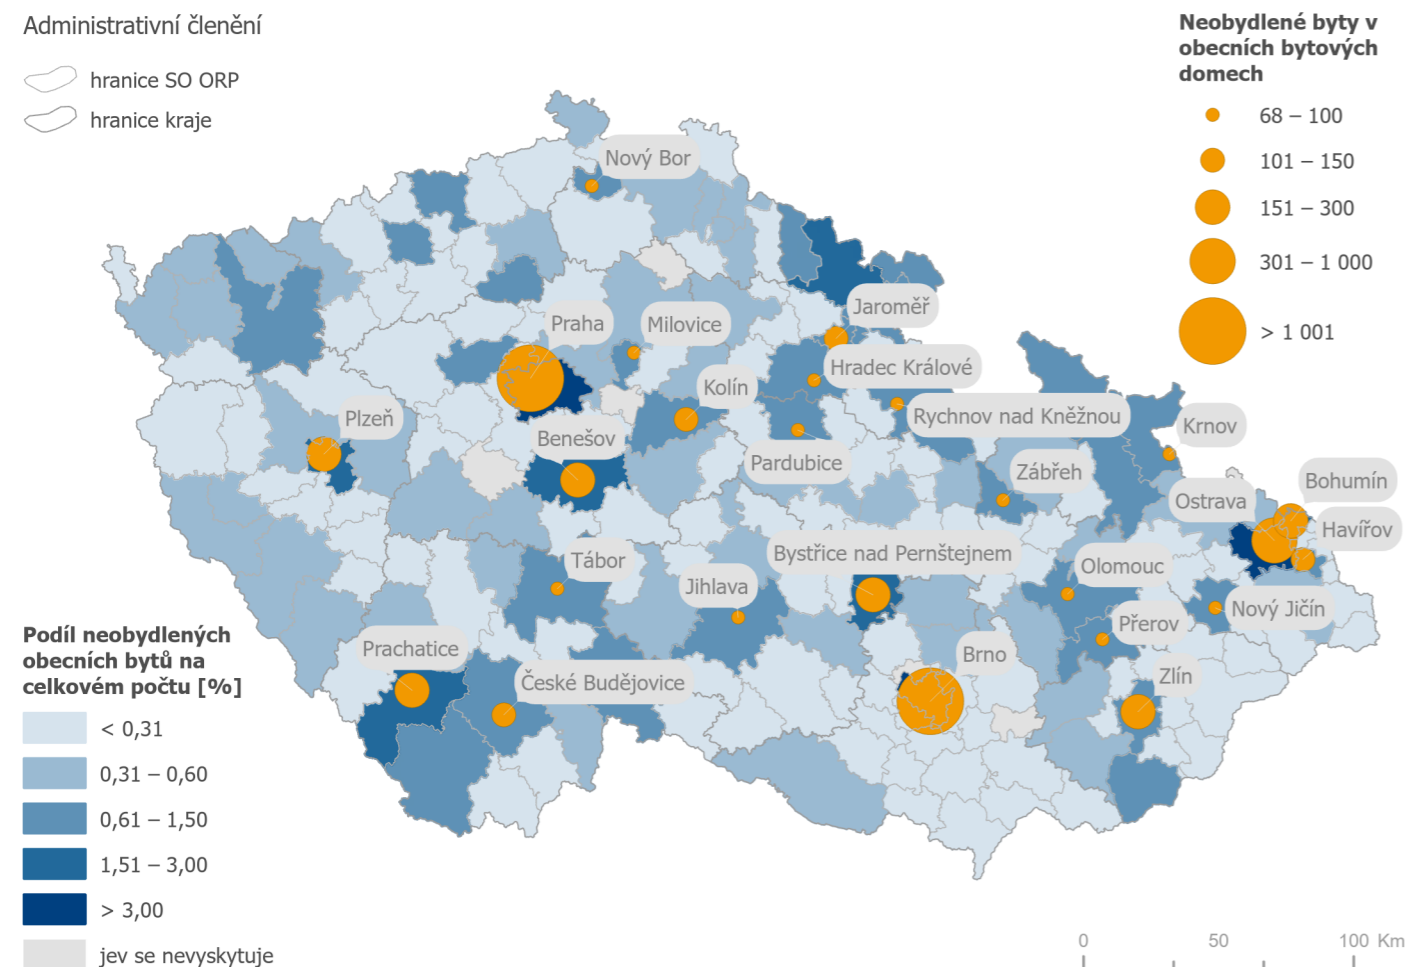 Administrativní členění
hranice SO ORP
hranice kraje
Neobydlené byty v
obecních bytových
domech
68 – 100
101 – 150
151 – 300
301 – 1 000
> 1 001
Nový Bor
Praha
Milovice
Jaroměř
Hradec Králové
Kolín
Rychnov nad Kněžnou
Plzeň
Benešov
Pardubice
Krnov
Zábřeh
Bohumín
Ostrava
Havířov
Tábor
Bystřice nad Pernštejnem
Jihlava
Olomouc
Nový Jičín
Přerov
Prachatice
Brno
České Budějovice
Zlín
Podíl neobydlených
obecních bytů na
celkovém počtu [%]
< 0,31
0,31 – 0,60
0,61 – 1,50
1,51 – 3,00
> 3,00
jev se nevyskytuje
0 50 100 Km